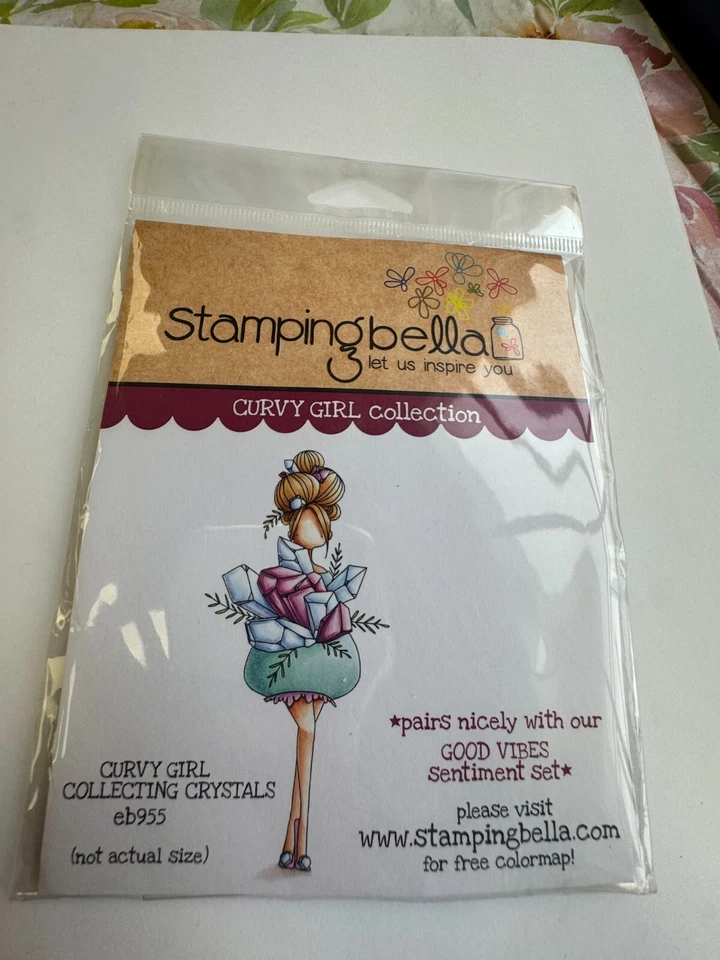 stampingbella
let us inspire you
CURVY GIRL collection
*pairs nicely with our
GOOD VIBES
sentiment set*
CURVY GIRL
COLLECTING CRYSTALS
eb955
(not actual size)
please visit
www.stampingbella.com
for free colormap!